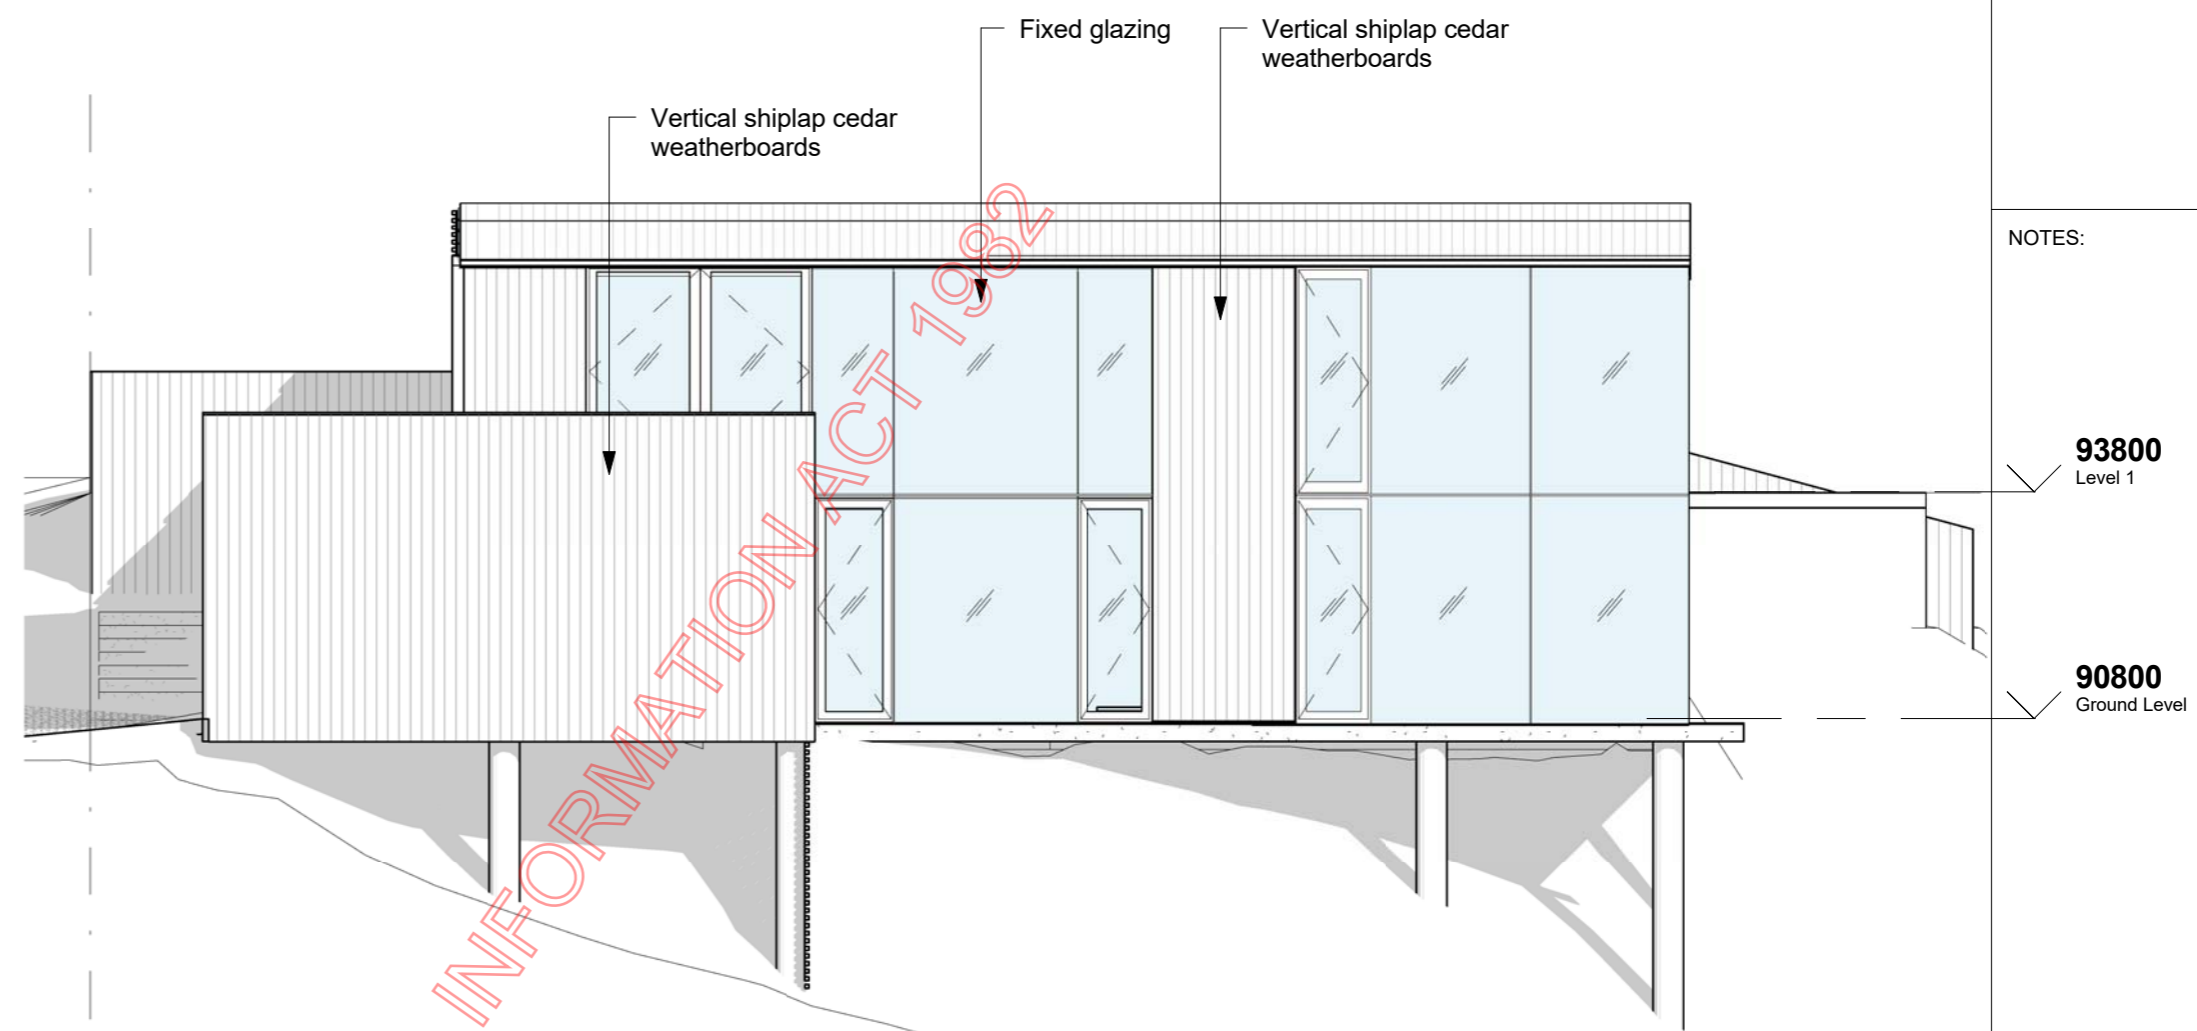 Fixed glazing
Vertical shiplap cedar
weatherboards
Vertical shiplap cedar
weatherboards
NOTES:
93800
Level 1
90800
Ground Level
INFORMATION ACT 1982